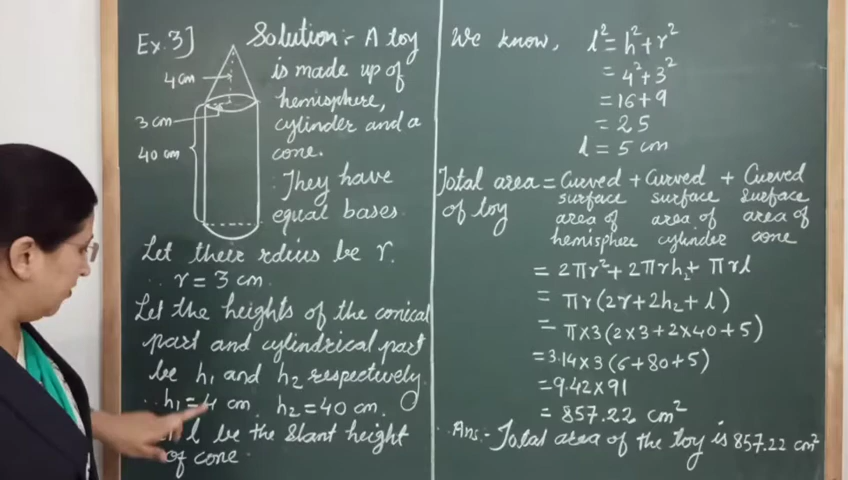 Ex. 3] Solution:- A toy
is made up of
hemisphere,
cylinder and a
cone.
∴ They have
equal bases.
4 cm
3 cm
40 cm
Let their rdius be r.
∴ r = 3 cm.
Let the heights of the conical
part and cylindrical part
be h₁ and h₂ respectively.
∴ h₁ = 4 cm, h₂ = 40 cm.
l be the slant height
of cone.
We know, l² = h² + r²
= 4² + 3²
= 16 + 9
= 25
l = 5 cm
Total area of toy = Curved surface area of hemisphere + Curved surface area of cylinder + Curved surface area of cone
= 2πr² + 2πrh₂ + πrl
= πr(2r + 2h₂ + l)
= π×3(2×3 + 2×40 + 5)
= 3.14×3(6 + 80 + 5)
= 9.42×91
= 857.22 cm²
∴ Ans.- Total area of the toy is 857.22 cm²